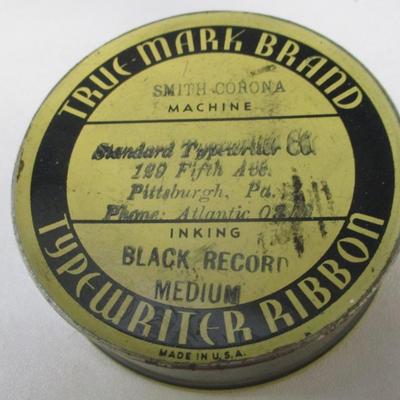 TRUE-MARK BRAND
SMITH-CORONA
MACHINE
Standard Typewriter Co.
129 Fifth Ave.
Pittsburgh, Pa.
Phone: Atlantic
INKING
BLACK RECORD
MEDIUM
TYPEWRITER RIBBON
MADE IN U.S.A.